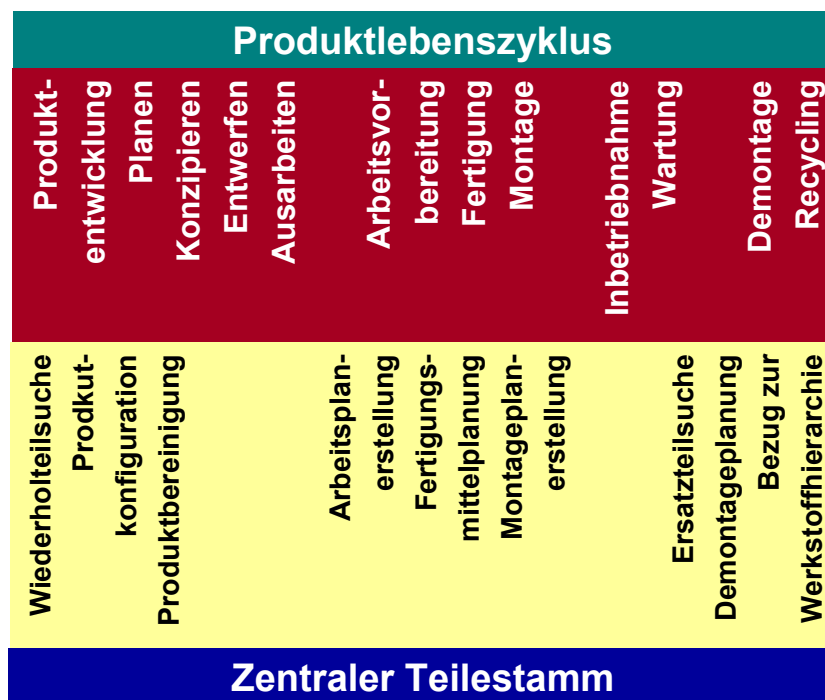 Produktlebenszyklus
Produkt-
entwicklung
Planen
Konzipieren
Entwerfen
Ausarbeiten
Arbeitsvor-
bereitung
Fertigung
Montage
Inbetriebnahme
Wartung
Demontage
Recycling
Wiederholteilsuche
Prodkut-
konfiguration
Produktbereinigung
Arbeitsplan-
erstellung
Fertigungs-
mittelplanung
Montageplan-
erstellung
Ersatzteilsuche
Demontageplanung
Bezug zur
Werkstoffhierarchie
Zentraler Teilestamm